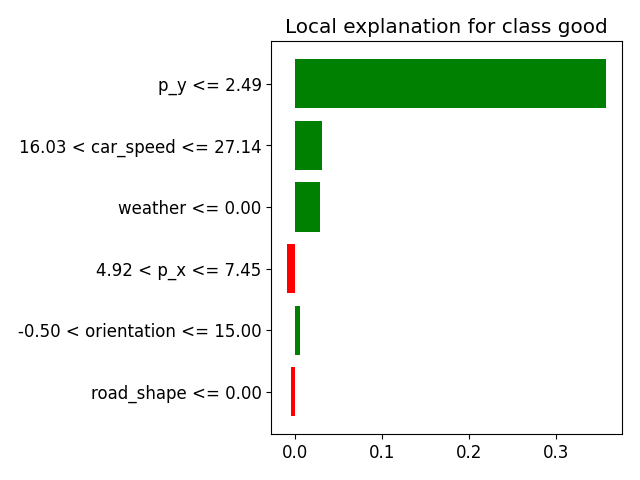 Local explanation for class good
p_y <= 2.49
16.03 < car_speed <= 27.14
weather <= 0.00
4.92 < p_x <= 7.45
-0.50 < orientation <= 15.00
road_shape <= 0.00
0.0 0.1 0.2 0.3